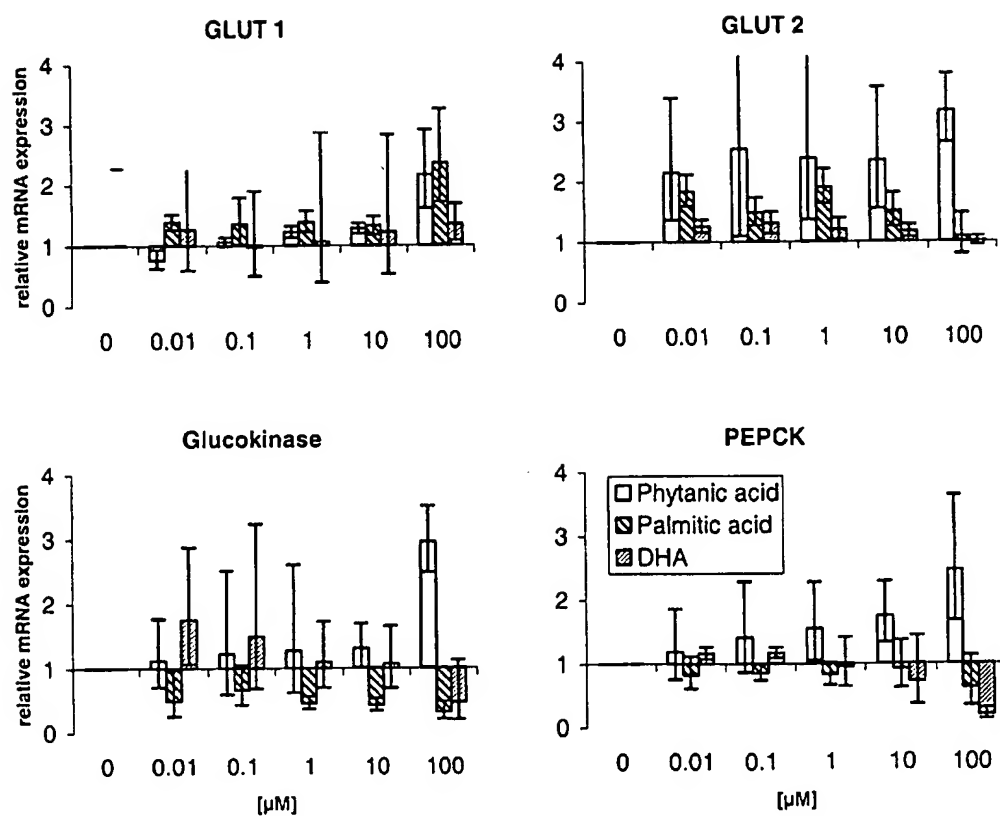 GLUT 1
relative mRNA expression
4
3
2
1
0
0 0.01 0.1 1 10 100
GLUT 2
4
3
2
1
0
0 0.01 0.1 1 10 100
Glucokinase
relative mRNA expression
4
3
2
1
0
0 0.01 0.1 1 10 100
[µM]
PEPCK
4
3
2
1
0
Phytanic acid
Palmitic acid
DHA
0 0.01 0.1 1 10 100
[µM]